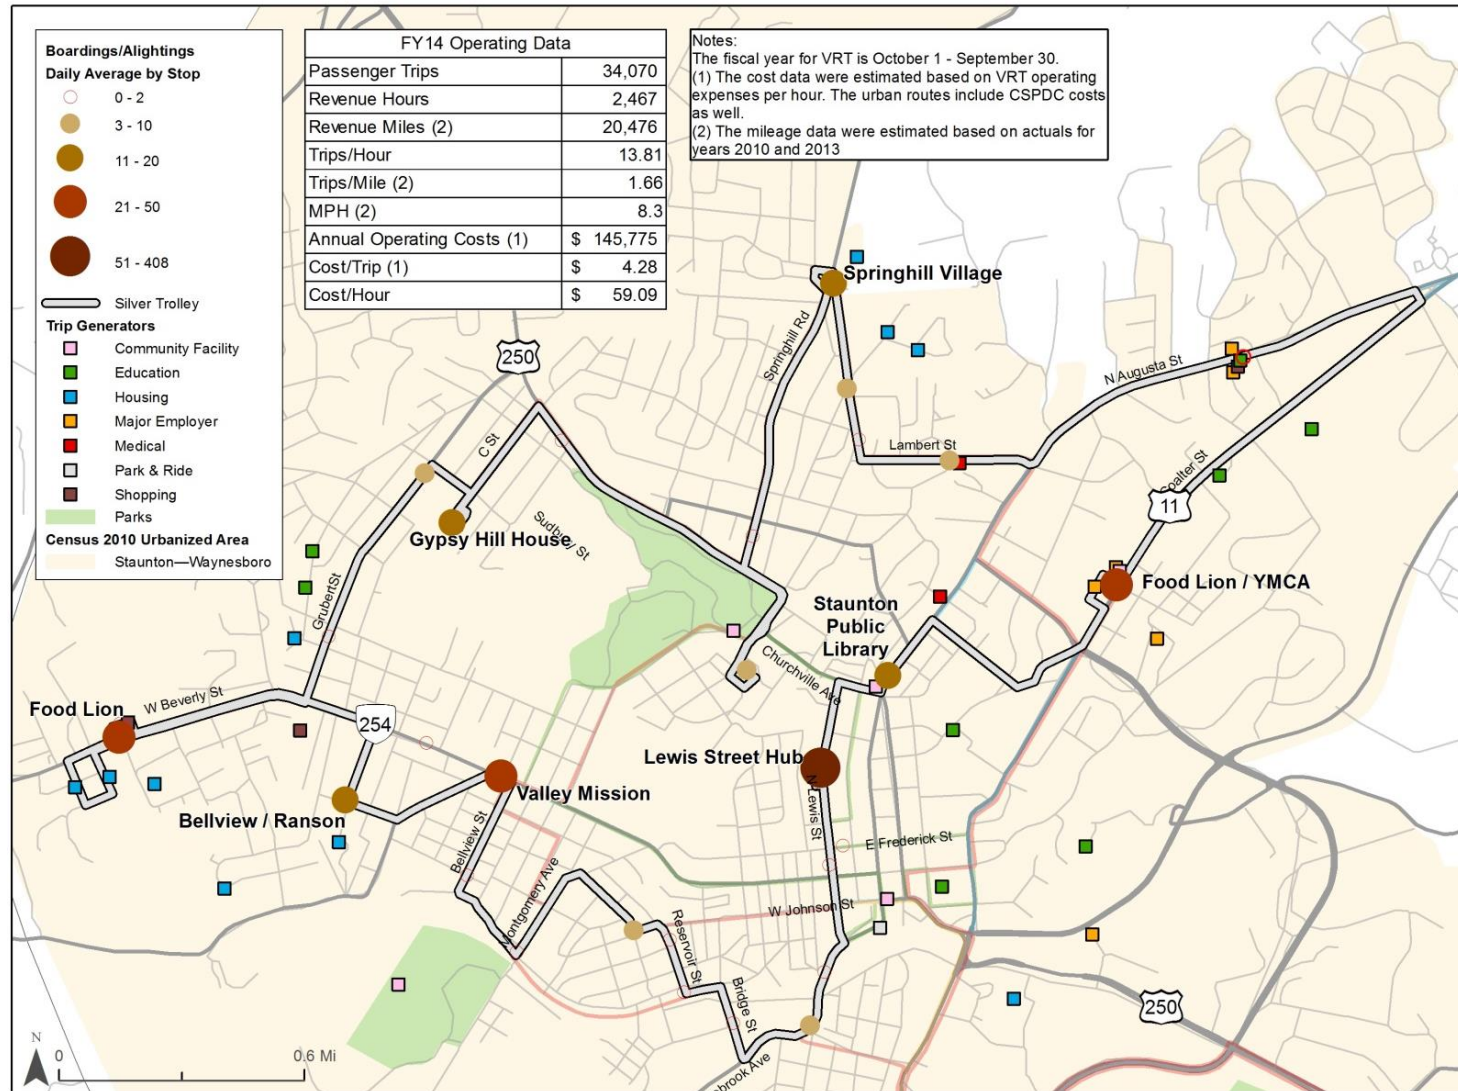 Boardings/Alightings
Daily Average by Stop
0 - 2
3 - 10
11 - 20
21 - 50
51 - 408
Silver Trolley
Trip Generators
Community Facility
Education
Housing
Major Employer
Medical
Park & Ride
Shopping
Parks
Census 2010 Urbanized Area
Staunton—Waynesboro
FY14 Operating Data
Passenger Trips 34,070
Revenue Hours 2,467
Revenue Miles (2) 20,476
Trips/Hour 13.81
Trips/Mile (2) 1.66
MPH (2) 8.3
Annual Operating Costs (1) $ 145,775
Cost/Trip (1) $ 4.28
Cost/Hour $ 59.09
Notes:
The fiscal year for VRT is October 1 - September 30.
(1) The cost data were estimated based on VRT operating
expenses per hour. The urban routes include CSPDC costs
as well.
(2) The mileage data were estimated based on actuals for
years 2010 and 2013
Springhill Village
250
Springhill Rd
N Augusta St
C St
Lambert St
Coalter St
11
Gypsy Hill House
Sudbury St
Grubert St
Food Lion / YMCA
Staunton
Public
Library
Churchville Ave
W Beverly St
Food Lion
254
Lewis Street Hub
Valley Mission
N Lewis St
Bellview / Ranson
Bellview St
E Frederick St
Montgomery Ave
W Johnson St
Reservoir St
Bridge St
250
N
0 0.6 Mi